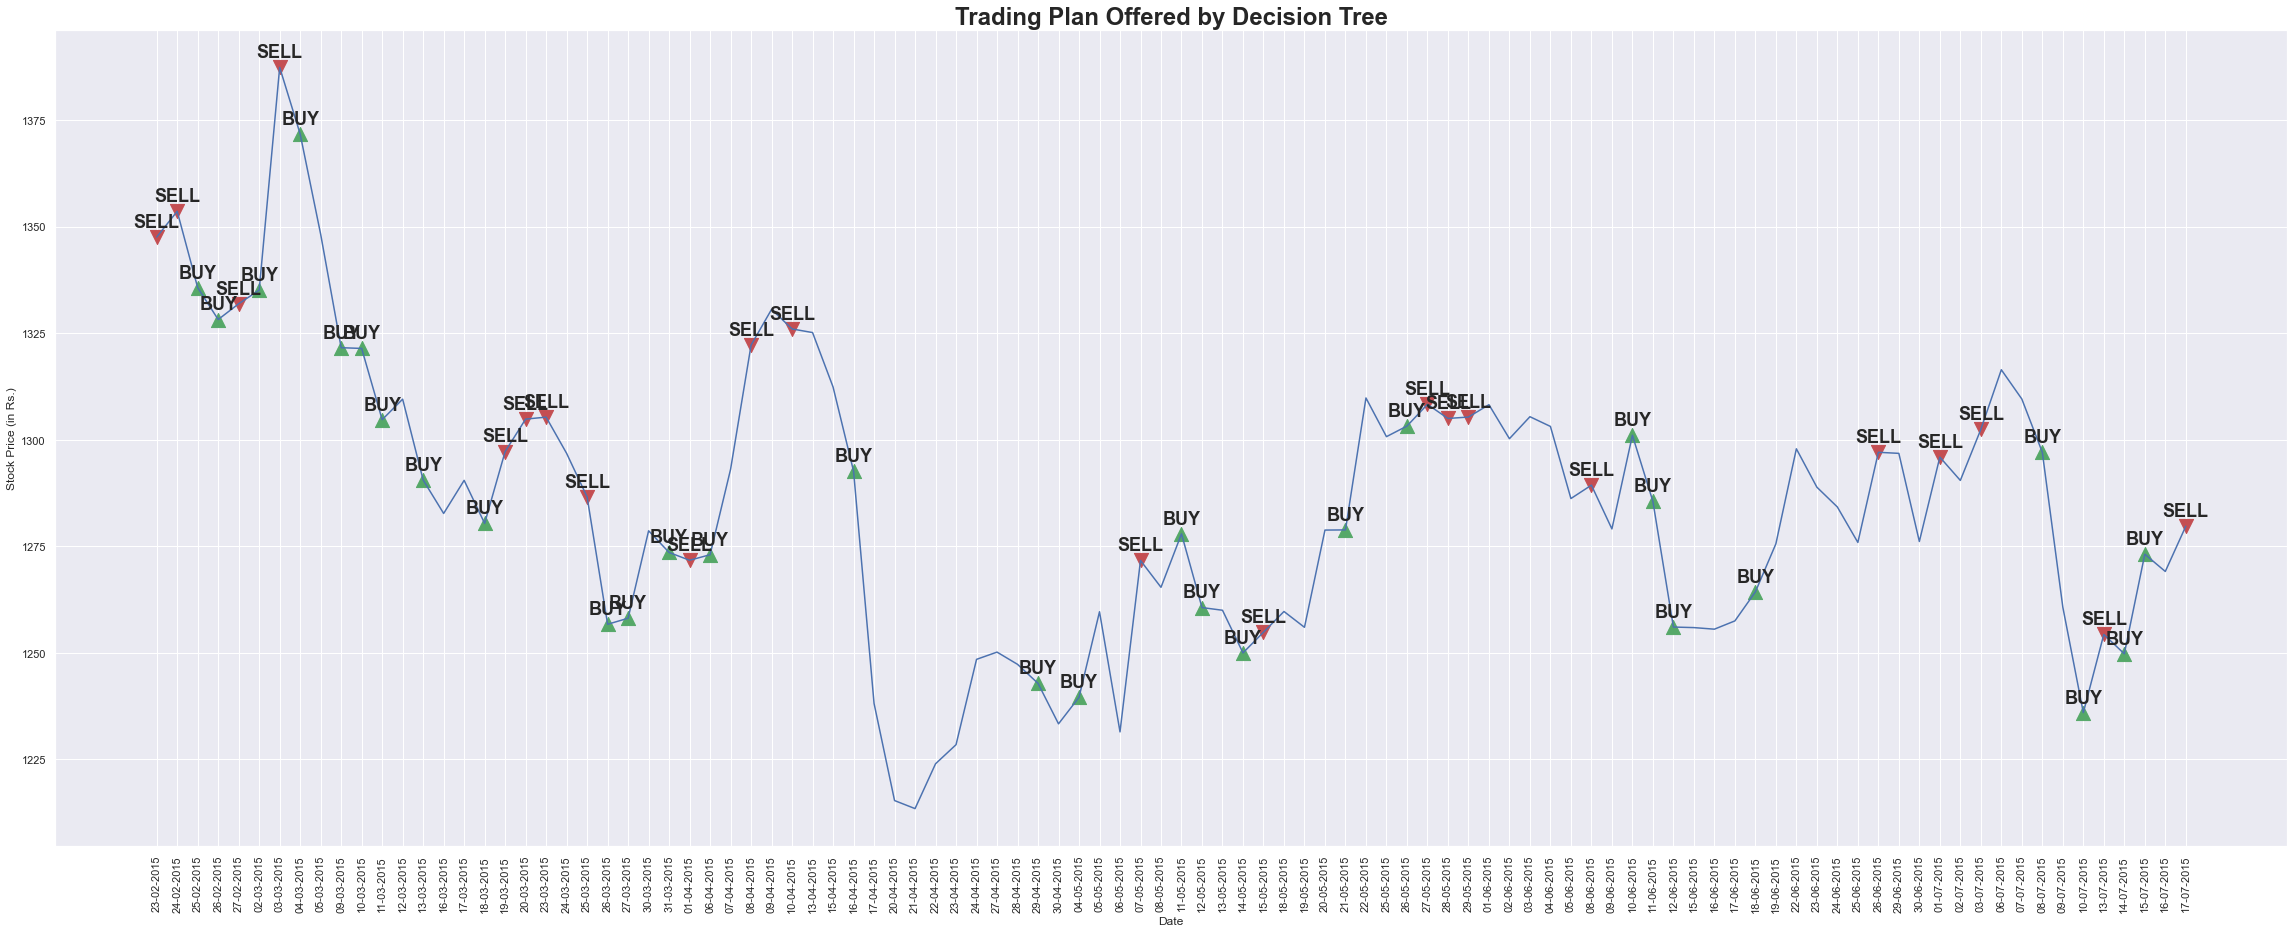 Trading Plan Offered by Decision Tree
Stock Price (in Rs.)
1375
1350
1325
1300
1275
1250
1225
SELL
SELL
BUY
BUY
SELL
BUY
SELL
BUY
BUY
BUY
BUY
BUY
BUY
SELL
SELL
SELL
SELL
BUY
BUY
BUY
SELL
BUY
SELL
SELL
BUY
BUY
BUY
SELL
BUY
BUY
BUY
SELL
BUY
BUY
SELL
SELL
SELL
SELL
BUY
BUY
BUY
BUY
SELL
SELL
SELL
BUY
BUY
SELL
BUY
BUY
SELL
23-02-2015
24-02-2015
25-02-2015
26-02-2015
27-02-2015
02-03-2015
03-03-2015
04-03-2015
05-03-2015
09-03-2015
10-03-2015
11-03-2015
12-03-2015
13-03-2015
16-03-2015
17-03-2015
18-03-2015
19-03-2015
20-03-2015
23-03-2015
24-03-2015
25-03-2015
26-03-2015
27-03-2015
30-03-2015
31-03-2015
01-04-2015
06-04-2015
07-04-2015
08-04-2015
09-04-2015
10-04-2015
13-04-2015
15-04-2015
16-04-2015
17-04-2015
20-04-2015
21-04-2015
22-04-2015
23-04-2015
24-04-2015
27-04-2015
28-04-2015
29-04-2015
30-04-2015
04-05-2015
05-05-2015
06-05-2015
07-05-2015
08-05-2015
11-05-2015
12-05-2015
13-05-2015
14-05-2015
15-05-2015
18-05-2015
19-05-2015
20-05-2015
21-05-2015
22-05-2015
25-05-2015
26-05-2015
27-05-2015
28-05-2015
29-05-2015
01-06-2015
02-06-2015
03-06-2015
04-06-2015
05-06-2015
08-06-2015
09-06-2015
10-06-2015
11-06-2015
12-06-2015
15-06-2015
16-06-2015
17-06-2015
18-06-2015
19-06-2015
22-06-2015
23-06-2015
24-06-2015
25-06-2015
26-06-2015
29-06-2015
30-06-2015
01-07-2015
02-07-2015
03-07-2015
06-07-2015
07-07-2015
08-07-2015
09-07-2015
10-07-2015
13-07-2015
14-07-2015
15-07-2015
16-07-2015
17-07-2015
Date